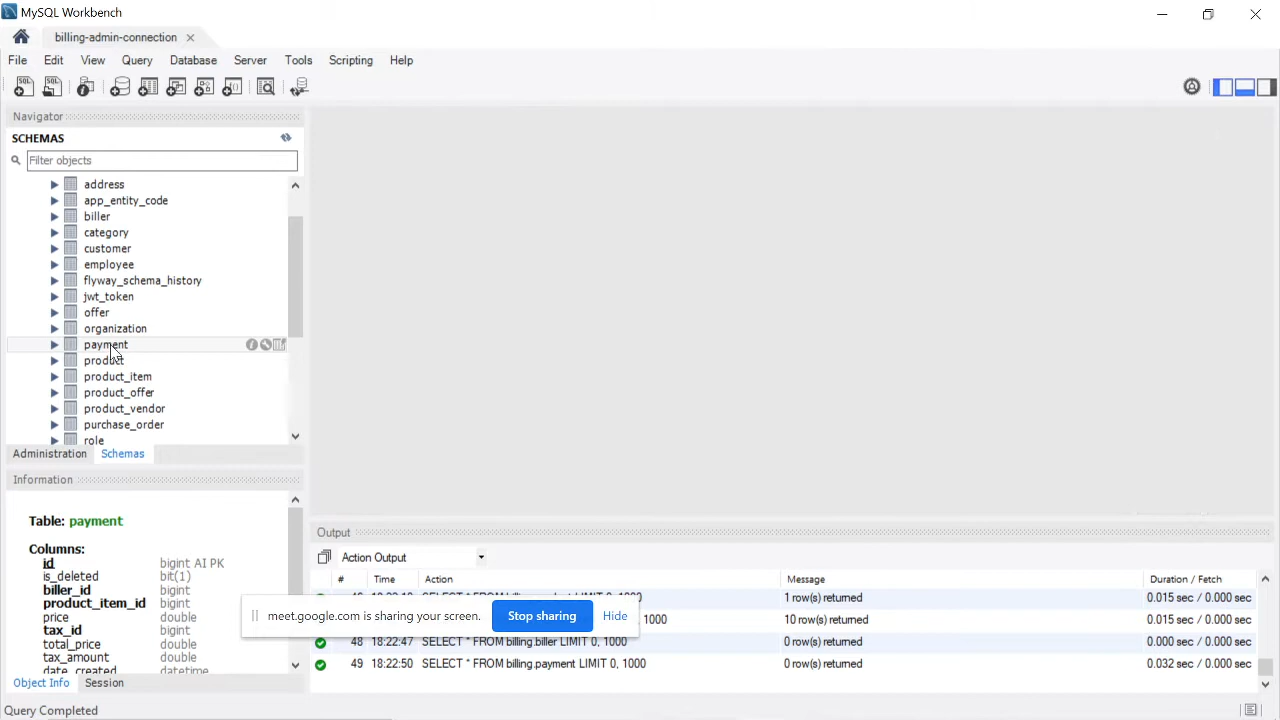 MySQL Workbench
billing-admin-connection
File Edit View Query Database Server Tools Scripting Help
Navigator
SCHEMAS
Filter objects
address
app_entity_code
biller
category
customer
employee
flyway_schema_history
jwt_token
offer
organization
payment
product
product_item
product_offer
product_vendor
purchase_order
role
Administration Schemas
Information
Table: payment
Columns:
id bigint AI PK
is_deleted bit(1)
biller_id bigint
product_item_id bigint
price double
tax_id bigint
total_price double
tax_amount double
date_created datetime
Object Info Session
Query Completed
Output
Action Output
# Time Action Message Duration / Fetch
1 row(s) returned 0.015 sec / 0.000 sec
1000 10 row(s) returned 0.015 sec / 0.000 sec
48 18:22:47 SELECT * FROM billing.biller LIMIT 0, 1000 0 row(s) returned 0.000 sec / 0.000 sec
49 18:22:50 SELECT * FROM billing.payment LIMIT 0, 1000 0 row(s) returned 0.032 sec / 0.000 sec
meet.google.com is sharing your screen. Stop sharing Hide